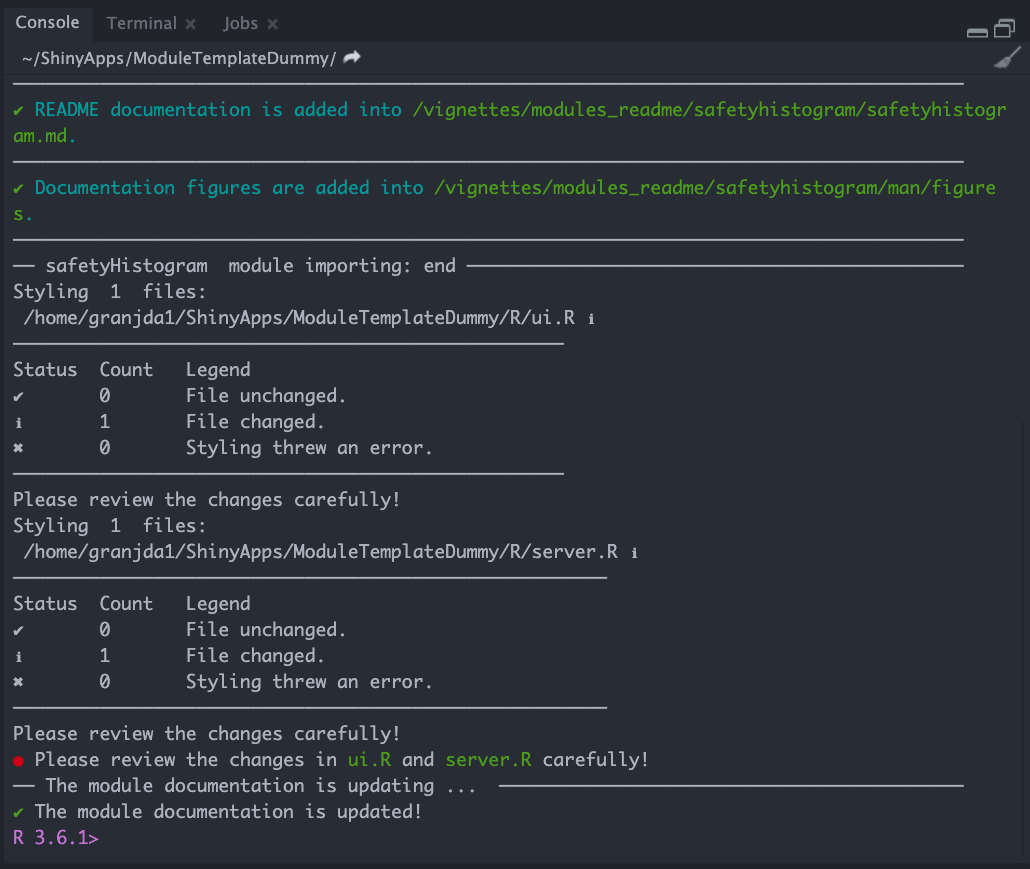 Console Terminal × Jobs ×
~/ShinyApps/ModuleTemplateDummy/
✔ README documentation is added into /vignettes/modules_readme/safetyhistogram/safetyhistogr
am.md.
✔ Documentation figures are added into /vignettes/modules_readme/safetyhistogram/man/figure
s.
── safetyHistogram  module importing: end ──
Styling  1  files:
 /home/granjda1/ShinyApps/ModuleTemplateDummy/R/ui.R ℹ
Status  Count   Legend
✔       0       File unchanged.
ℹ       1       File changed.
✖       0       Styling threw an error.
Please review the changes carefully!
Styling  1  files:
 /home/granjda1/ShinyApps/ModuleTemplateDummy/R/server.R ℹ
Status  Count   Legend
✔       0       File unchanged.
ℹ       1       File changed.
✖       0       Styling threw an error.
Please review the changes carefully!
● Please review the changes in ui.R and server.R carefully!
── The module documentation is updating ...  ──
✔ The module documentation is updated!
R 3.6.1>